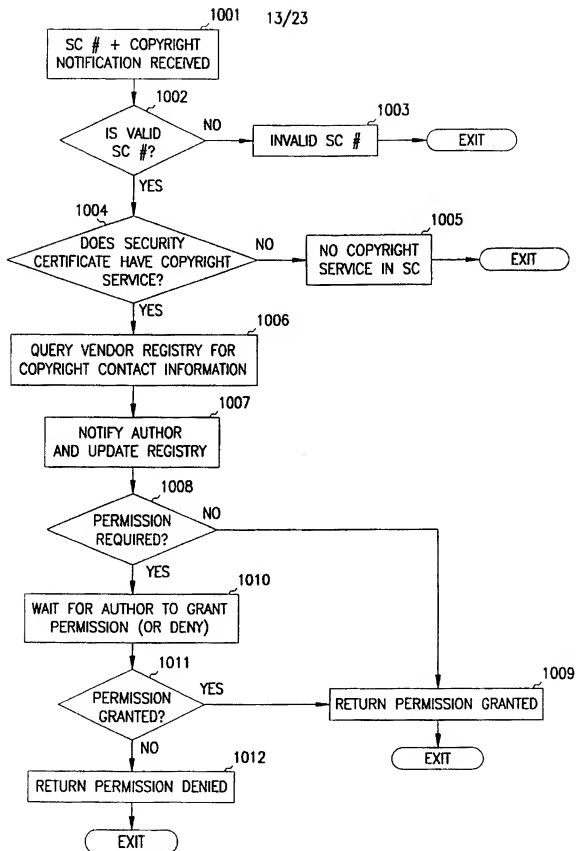 1001
13/23
SC # + COPYRIGHT
NOTIFICATION RECEIVED
1002
IS VALID
SC #?
NO
1003
INVALID SC #
EXIT
YES
1004
DOES SECURITY
CERTIFICATE HAVE COPYRIGHT
SERVICE?
NO
1005
NO COPYRIGHT
SERVICE IN SC
EXIT
YES
1006
QUERY VENDOR REGISTRY FOR
COPYRIGHT CONTACT INFORMATION
1007
NOTIFY AUTHOR
AND UPDATE REGISTRY
1008
PERMISSION
REQUIRED?
NO
YES
1010
WAIT FOR AUTHOR TO GRANT
PERMISSION (OR DENY)
1011
PERMISSION
GRANTED?
YES
1009
RETURN PERMISSION GRANTED
EXIT
NO
1012
RETURN PERMISSION DENIED
EXIT